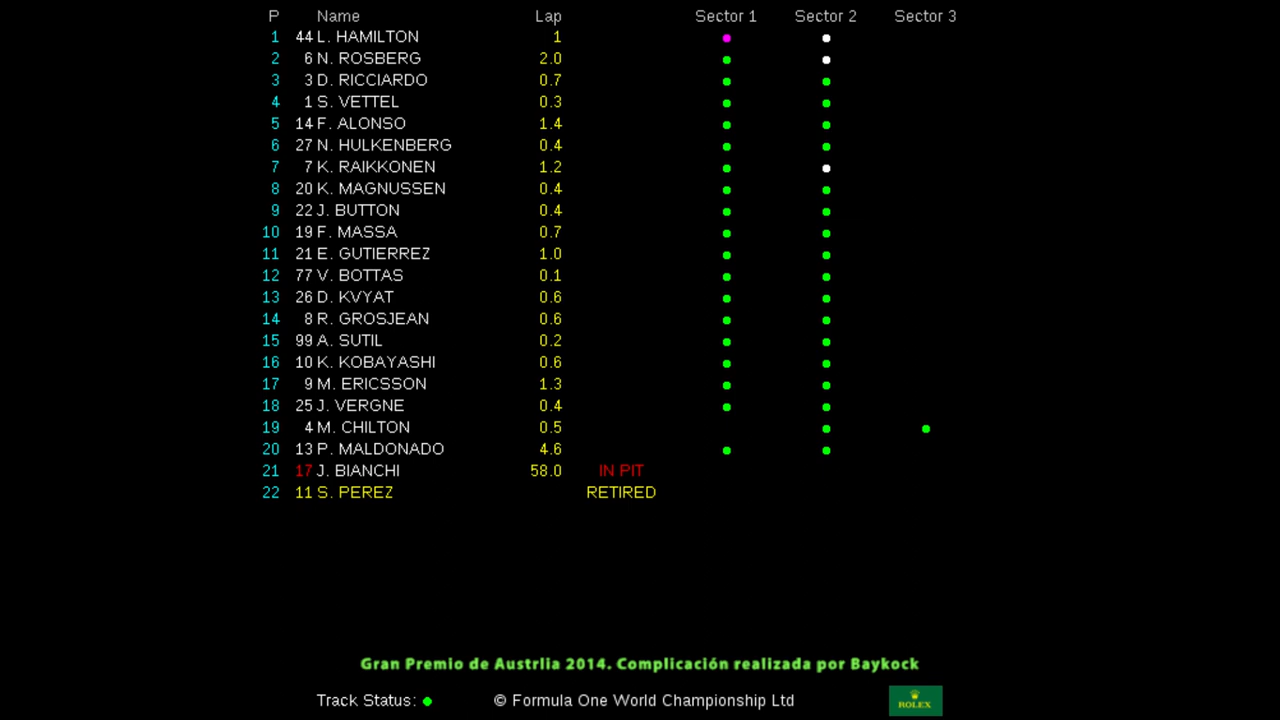 P Name Lap Sector 1 Sector 2 Sector 3
1 44 L. HAMILTON 1
2 6 N. ROSBERG 2.0
3 3 D. RICCIARDO 0.7
4 1 S. VETTEL 0.3
5 14 F. ALONSO 1.4
6 27 N. HULKENBERG 0.4
7 7 K. RAIKKONEN 1.2
8 20 K. MAGNUSSEN 0.4
9 22 J. BUTTON 0.4
10 19 F. MASSA 0.7
11 21 E. GUTIERREZ 1.0
12 77 V. BOTTAS 0.1
13 26 D. KVYAT 0.6
14 8 R. GROSJEAN 0.6
15 99 A. SUTIL 0.2
16 10 K. KOBAYASHI 0.6
17 9 M. ERICSSON 1.3
18 25 J. VERGNE 0.4
19 4 M. CHILTON 0.5
20 13 P. MALDONADO 4.6
21 17 J. BIANCHI 58.0 IN PIT
22 11 S. PEREZ RETIRED
Gran Premio de Austrlia 2014. Complicación realizada por Baykock
Track Status: © Formula One World Championship Ltd ROLEX